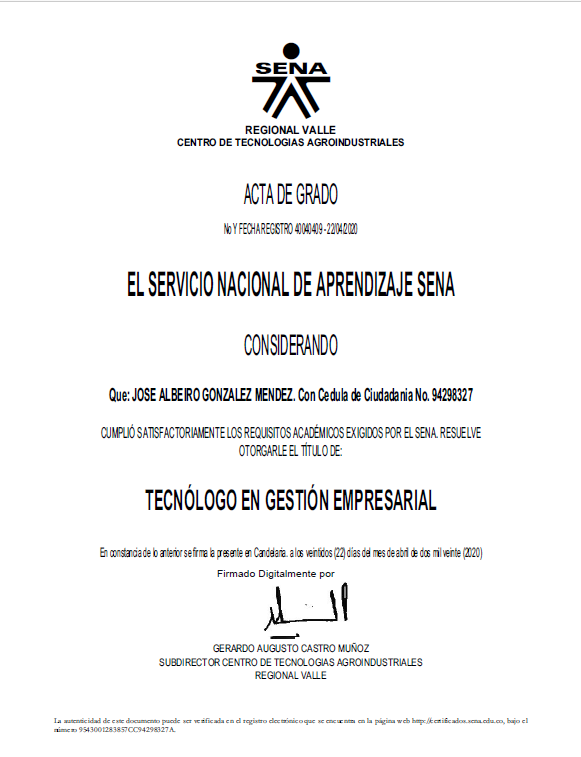 SENA
REGIONAL VALLE
CENTRO DE TECNOLOGIAS AGROINDUSTRIALES
ACTA DE GRADO
No Y FECHA REGISTRO 40040409 - 22/04/2020
EL SERVICIO NACIONAL DE APRENDIZAJE SENA
CONSIDERANDO
Que: JOSE ALBEIRO GONZALEZ MENDEZ. Con Cedula de Ciudadania No. 94298327
CUMPLIÓ SATISFACTORIAMENTE LOS REQUISITOS ACADÉMICOS EXIGIDOS POR EL SENA. RESUELVE
OTORGARLE EL TÍTULO DE:
TECNÓLOGO EN GESTIÓN EMPRESARIAL
En constancia de lo anterior se firma la presente en Candelaria. a los veintidos (22) días del mes de abril de dos mil veinte (2020)
Firmado Digitalmente por
GERARDO AUGUSTO CASTRO MUÑOZ
SUBDIRECTOR CENTRO DE TECNOLOGIAS AGROINDUSTRIALES
REGIONAL VALLE
La autenticidad de este documento puede ser verificada en el registro electrónico que se encuentra en la página web http://certificados.sena.edu.co, bajo el
número 9543001283857CC94298327A.